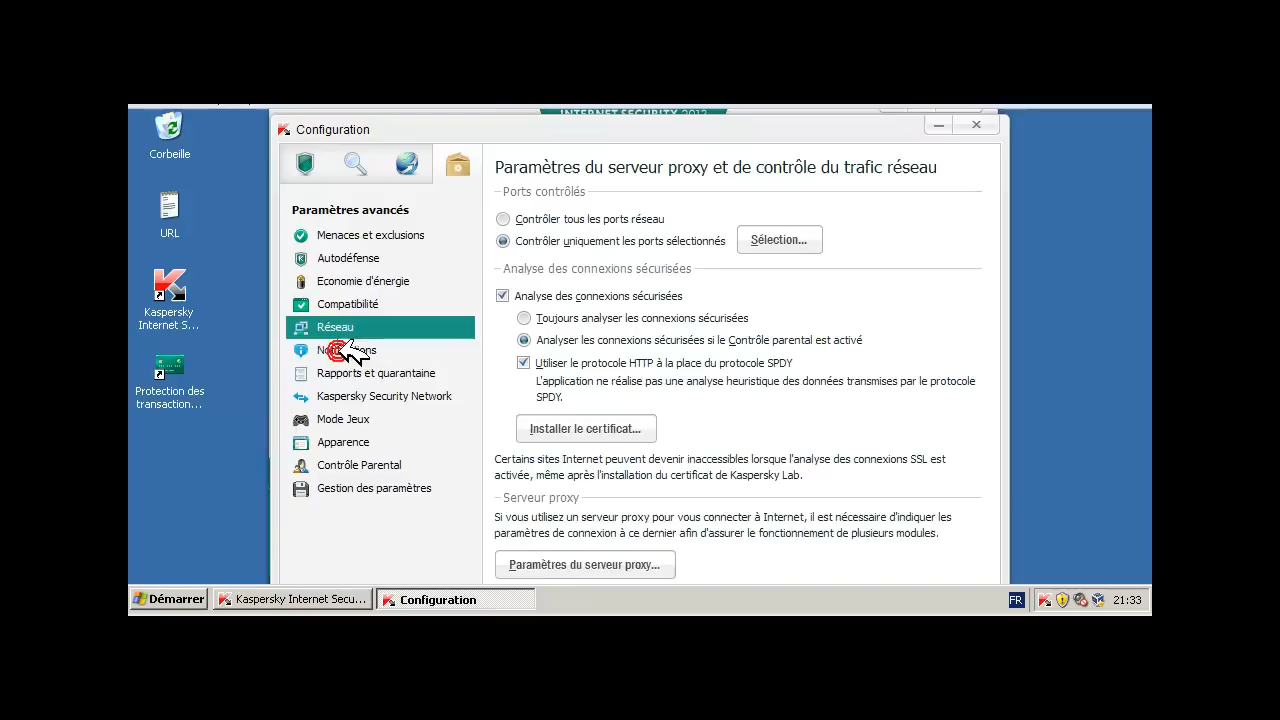 INTERNET SECURITY 2013
Configuration
Corbeille
URL
Kaspersky
Internet S...
Protection des
transaction...
Paramètres avancés
Menaces et exclusions
Autodéfense
Economie d'énergie
Compatibilité
Réseau
Rapports et quarantaine
Kaspersky Security Network
Mode Jeux
Apparence
Contrôle Parental
Gestion des paramètres
Paramètres du serveur proxy et de contrôle du trafic réseau
Ports contrôlés
Contrôler tous les ports réseau
Contrôler uniquement les ports sélectionnés
Sélection...
Analyse des connexions sécurisées
Analyse des connexions sécurisées
Toujours analyser les connexions sécurisées
Analyser les connexions sécurisées si le Contrôle parental est activé
Utiliser le protocole HTTP à la place du protocole SPDY
L'application ne réalise pas une analyse heuristique des données transmises par le protocole
SPDY.
Installer le certificat...
Certains sites Internet peuvent devenir inaccessibles lorsque l'analyse des connexions SSL est
activée, même après l'installation du certificat de Kaspersky Lab.
Serveur proxy
Si vous utilisez un serveur proxy pour vous connecter à Internet, il est nécessaire d'indiquer les
paramètres de connexion à ce dernier afin d'assurer le fonctionnement de plusieurs modules.
Paramètres du serveur proxy...
Démarrer
Kaspersky Internet Secu...
Configuration
FR
21:33